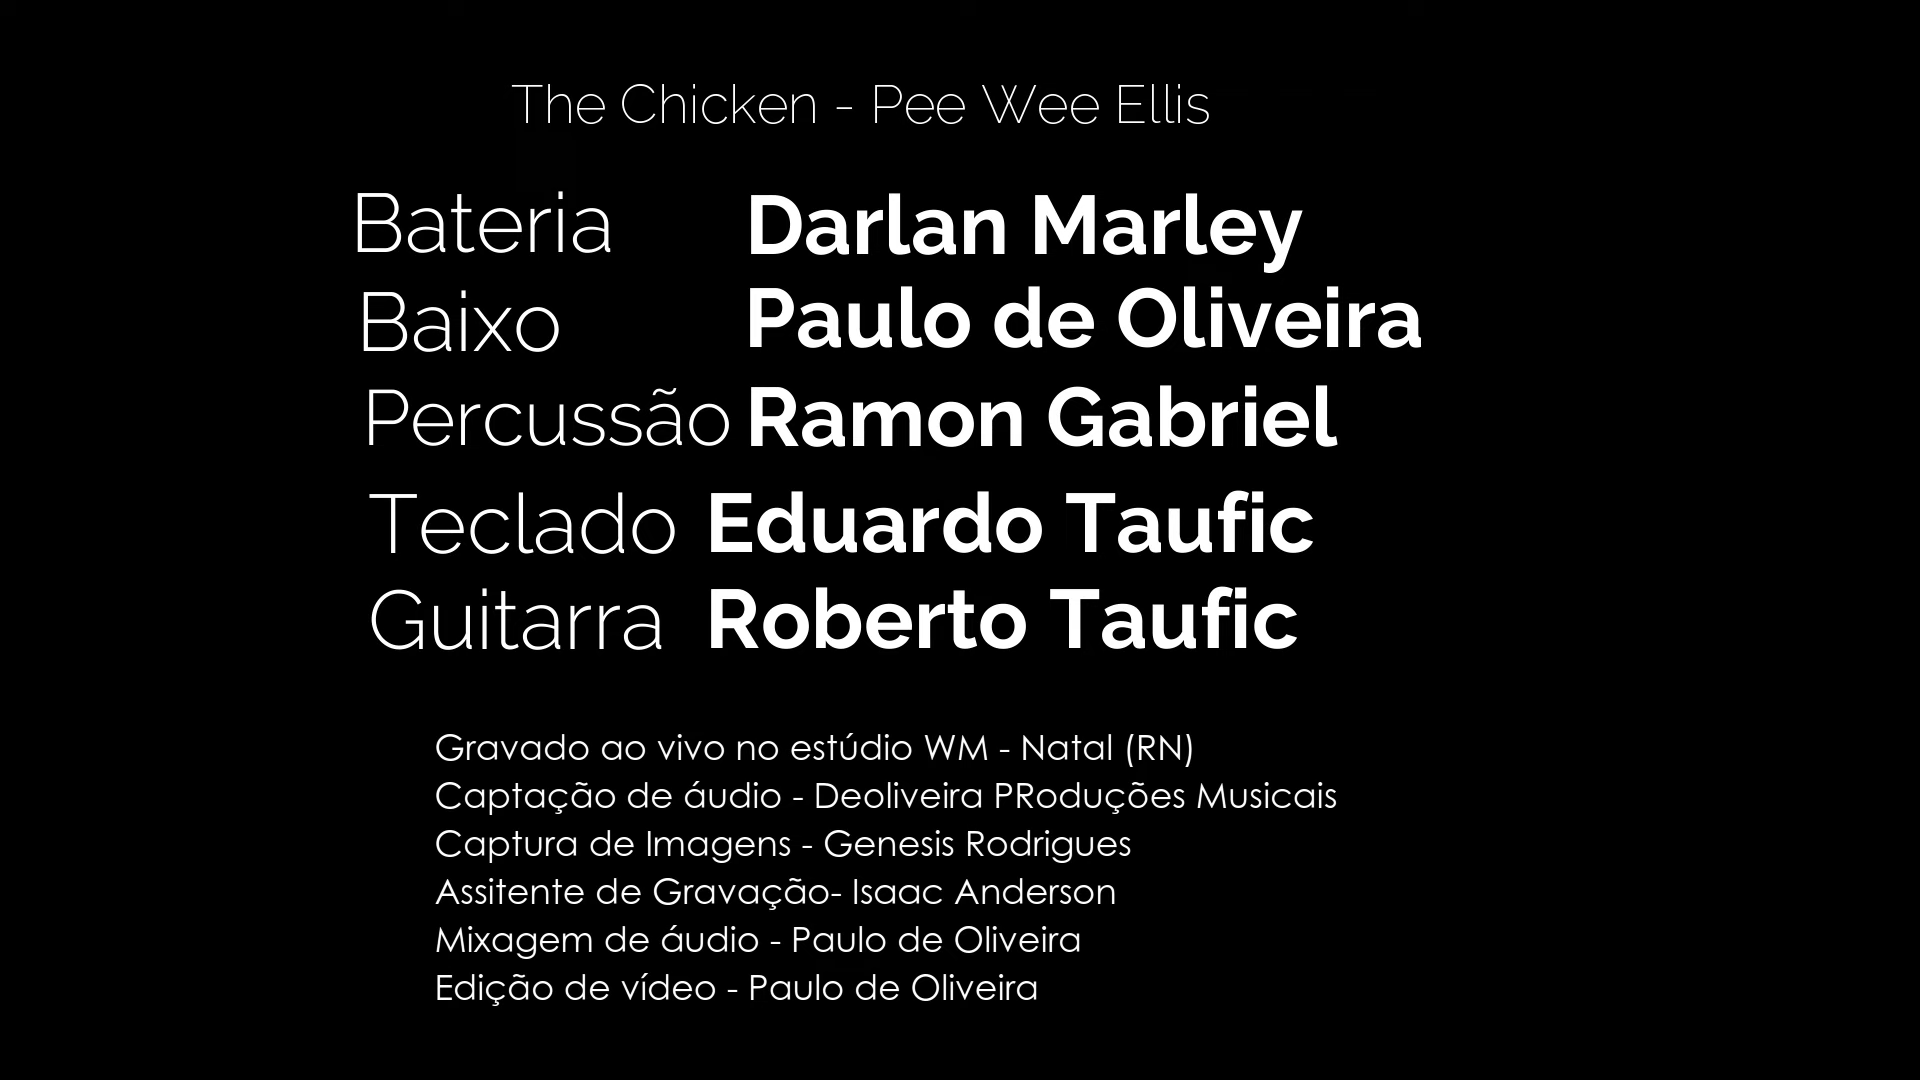 The Chicken - Pee Wee Ellis
Bateria Darlan Marley
Baixo Paulo de Oliveira
Percussão Ramon Gabriel
Teclado Eduardo Taufic
Guitarra Roberto Taufic
Gravado ao vivo no estúdio WM - Natal (RN)
Captação de áudio - Deoliveira PRoduções Musicais
Captura de Imagens - Genesis Rodrigues
Assitente de Gravação- Isaac Anderson
Mixagem de áudio - Paulo de Oliveira
Edição de vídeo - Paulo de Oliveira